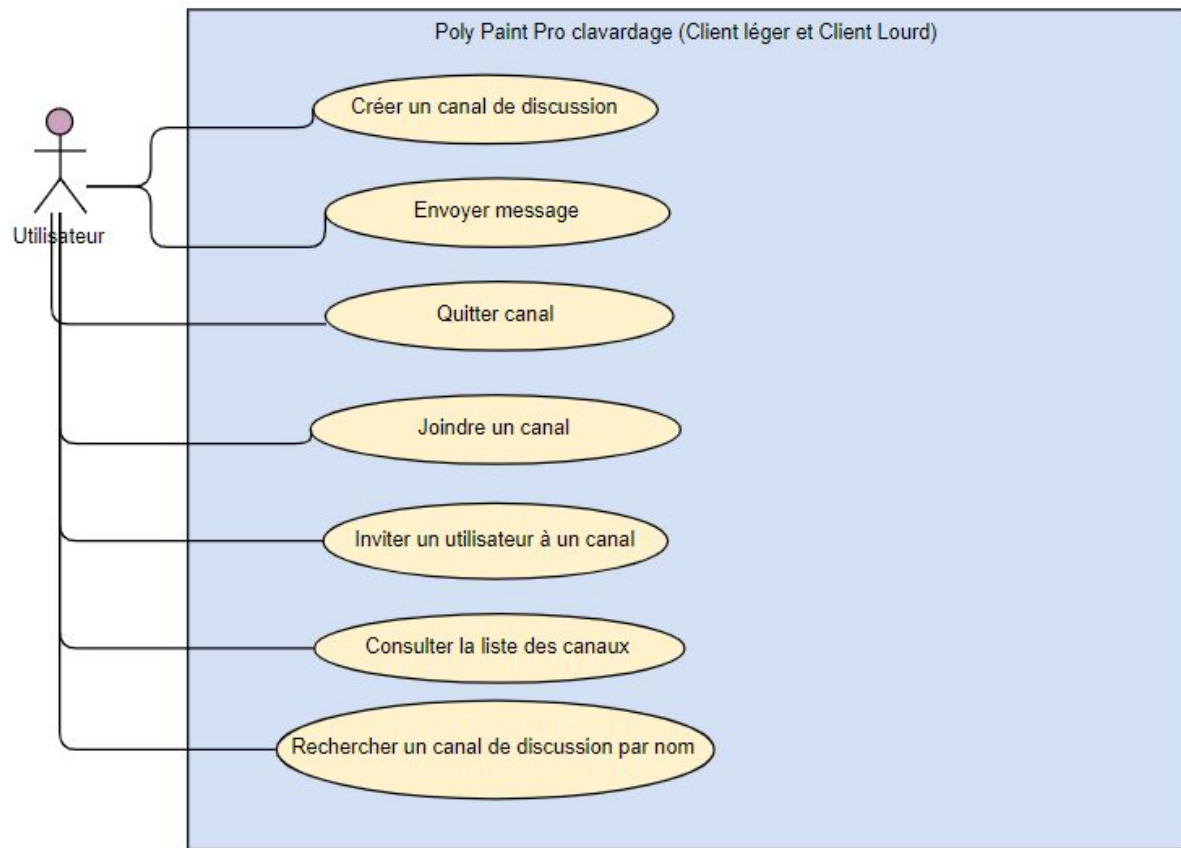 Poly Paint Pro clavardage (Client léger et Client Lourd)
Créer un canal de discussion
Envoyer message
Utilisateur
Quitter canal
Joindre un canal
Inviter un utilisateur à un canal
Consulter la liste des canaux
Rechercher un canal de discussion par nom